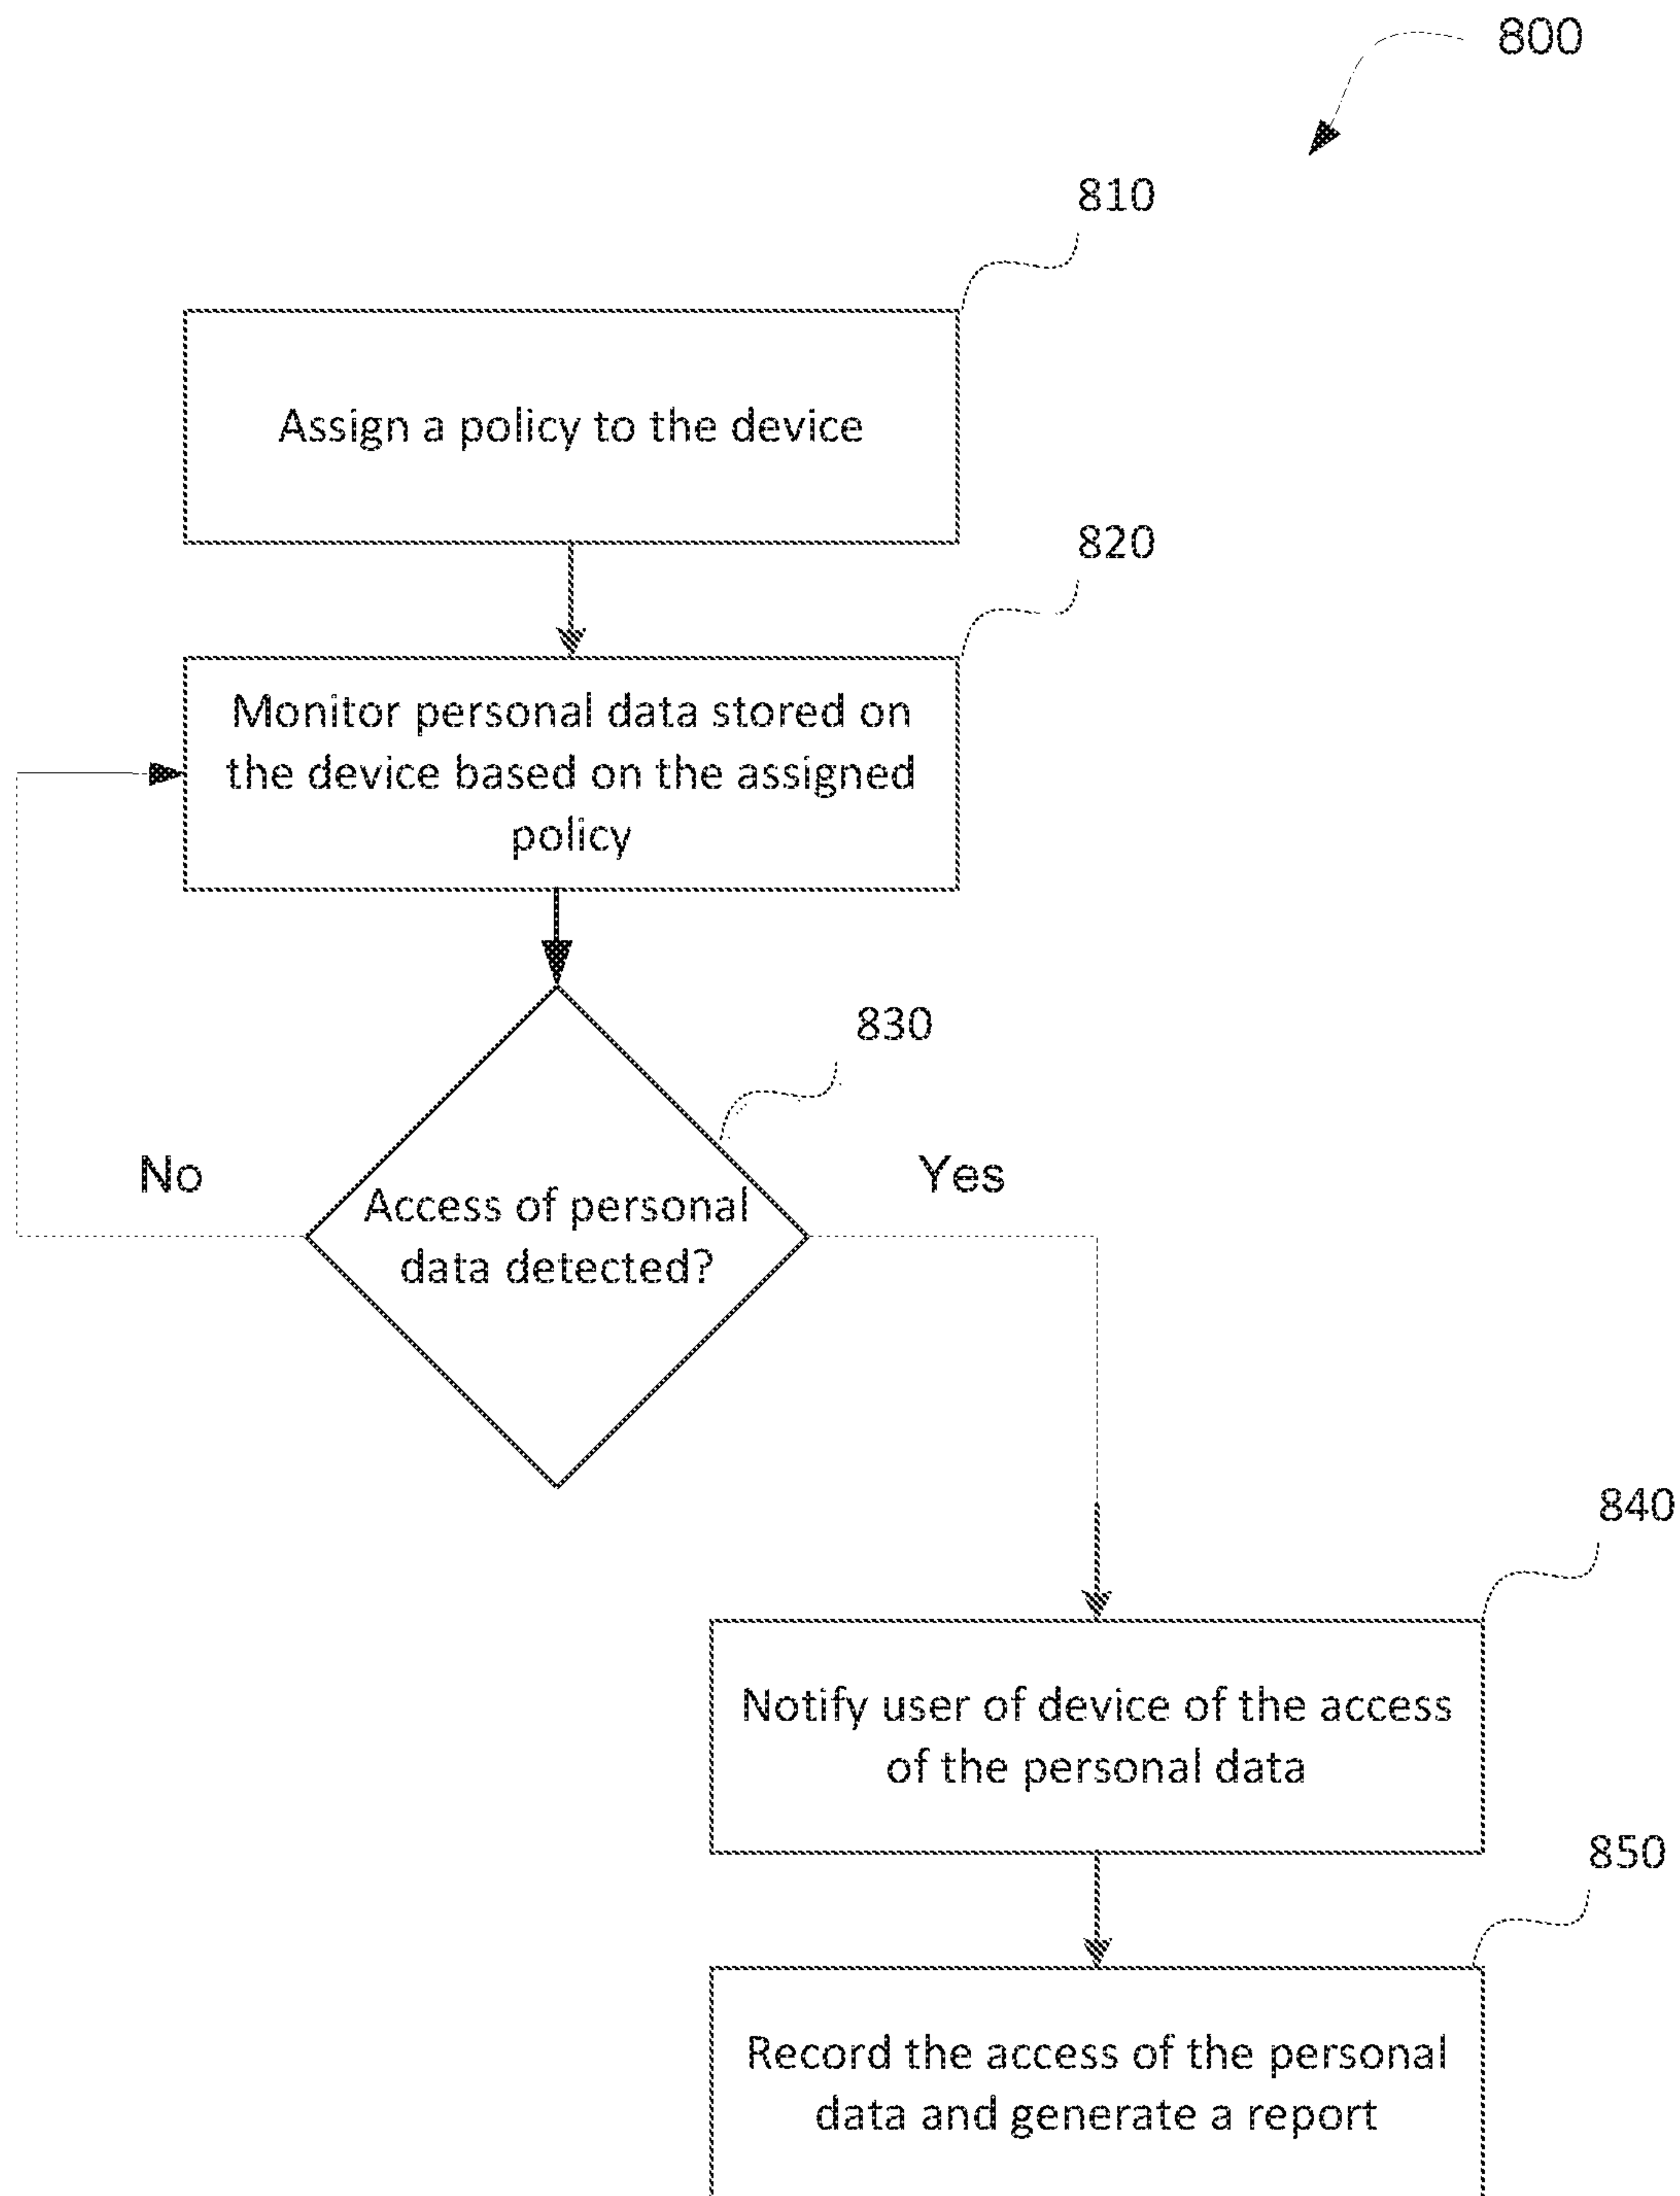 800
810
Assign a policy to the device
820
Monitor personal data stored on
the device based on the assigned
policy
830
No
Yes
Access of personal
data detected?
840
Notify user of device of the access
of the personal data
850
Record the access of the personal
data and generate a report